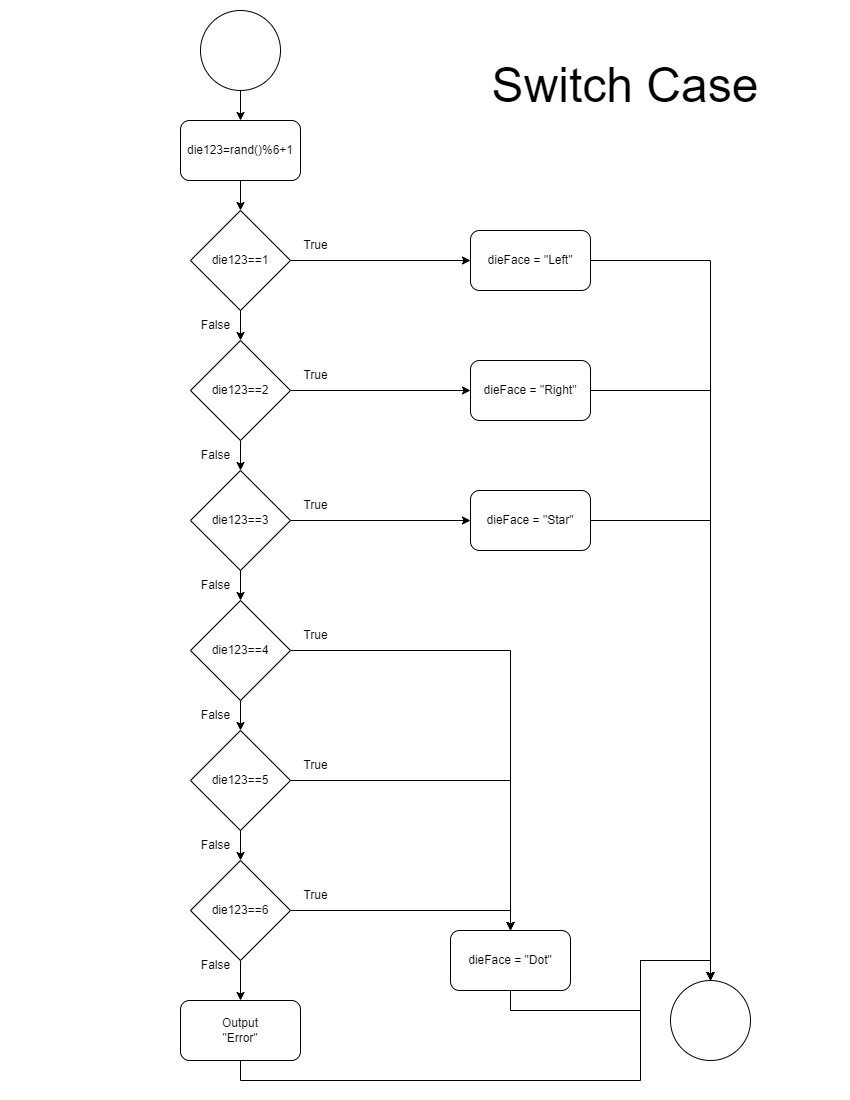 Switch Case
die123=rand()%6+1
die123==1
True
dieFace = "Left"
False
die123==2
True
dieFace = "Right"
False
die123==3
True
dieFace = "Star"
False
die123==4
True
False
die123==5
True
False
die123==6
True
False
dieFace = "Dot"
Output
"Error"